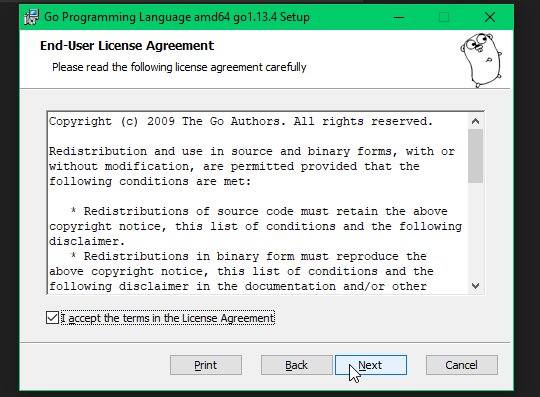 Go Programming Language amd64 go1.13.4 Setup
End-User License Agreement
Please read the following license agreement carefully
Copyright (c) 2009 The Go Authors. All rights reserved.
Redistribution and use in source and binary forms, with or
without modification, are permitted provided that the
following conditions are met:
* Redistributions of source code must retain the above
copyright notice, this list of conditions and the following
disclaimer.
* Redistributions in binary form must reproduce the
above copyright notice, this list of conditions and the
following disclaimer in the documentation and/or other
I accept the terms in the License Agreement
Print Back Next Cancel